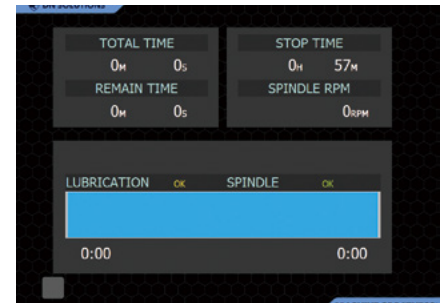 DN SOLUTIONS
TOTAL TIME
0M 0S
REMAIN TIME
0M 0S
STOP TIME
0H 57M
SPINDLE RPM
0RPM
LUBRICATION OK SPINDLE OK
0:00 0:00